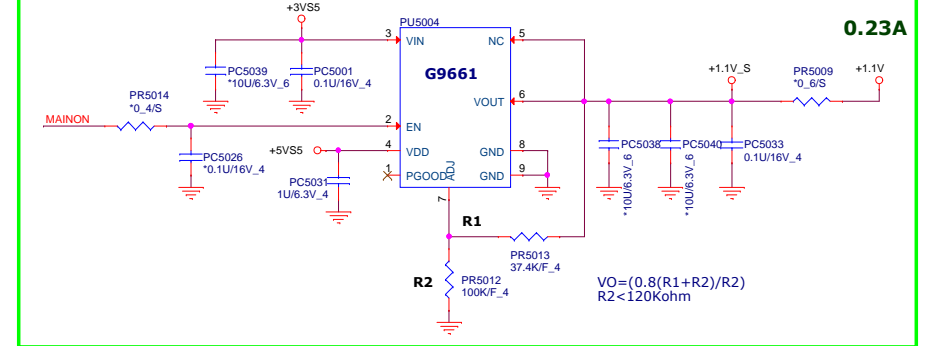 +3VS5
0.23A
PU5004
3
VIN
NC
5
G9661
PC5039
*10U/6.3V_6
PC5001
0.1U/16V_4
+1.1V_S
PR5009
*0_6/S
+1.1V
PR5014
*0_4/S
VOUT
6
MAINON
2
EN
+5VS5
4
VDD
GND
8
PC5038
*10U/6.3V_6
PC5040
*10U/6.3V_6
PC5033
0.1U/16V_4
PC5026
*0.1U/16V_4
1
PGOOD
ADJ
GND
9
PC5031
1U/6.3V_4
7
R1
PR5013
37.4K/F_4
R2
PR5012
100K/F_4
VO=(0.8(R1+R2)/R2)
R2<120Kohm